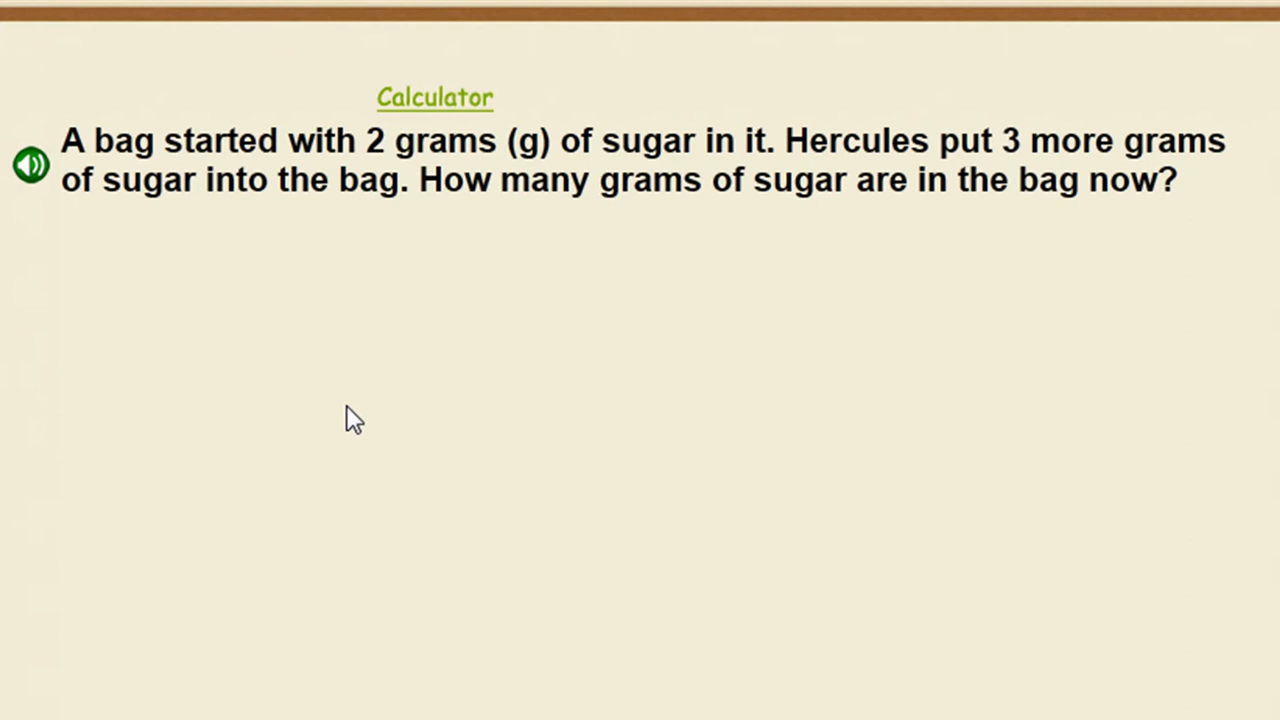 Calculator
A bag started with 2 grams (g) of sugar in it. Hercules put 3 more grams
of sugar into the bag. How many grams of sugar are in the bag now?